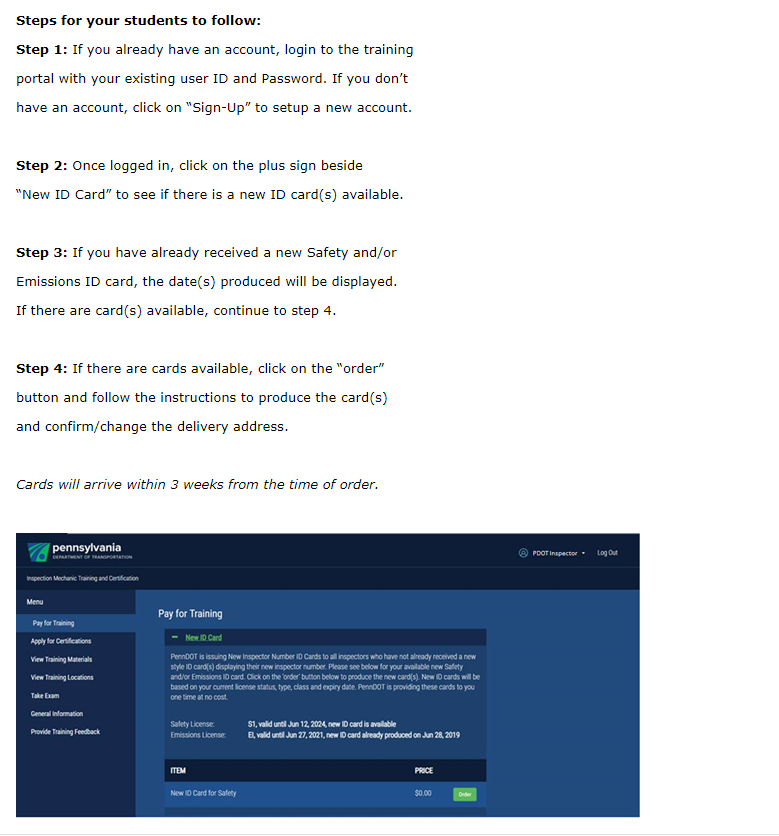 Steps for your students to follow:
Step 1: If you already have an account, login to the training
portal with your existing user ID and Password. If you don’t
have an account, click on “Sign-Up” to setup a new account.
Step 2: Once logged in, click on the plus sign beside
“New ID Card” to see if there is a new ID card(s) available.
Step 3: If you have already received a new Safety and/or
Emissions ID card, the date(s) produced will be displayed.
If there are card(s) available, continue to step 4.
Step 4: If there are cards available, click on the “order”
button and follow the instructions to produce the card(s)
and confirm/change the delivery address.
Cards will arrive within 3 weeks from the time of order.
pennsylvania
DEPARTMENT OF TRANSPORTATION
PDOT Inspector
Log Out
Inspection Mechanic Training and Certification
Menu
Pay for Training
Apply for Certifications
View Training Materials
View Training Locations
Take Exam
General Information
Provide Training Feedback
Pay for Training
New ID Card
PennDOT is issuing New Inspector Number ID Cards to all inspectors who have not already received a new
style ID card(s) displaying their new inspector number. Please see below for your available new Safety
and/or Emissions ID card. Click on the 'order' button below to produce the new card(s). New ID cards will be
based on your current license status, type, class and expiry date. PennDOT is providing these cards to you
one time at no cost.
Safety License: S1, valid until Jun 12, 2024, new ID card is available
Emissions License: EI, valid until Jun 27, 2021, new ID card already produced on Jun 28, 2019
ITEM PRICE
New ID Card for Safety $0.00 Order